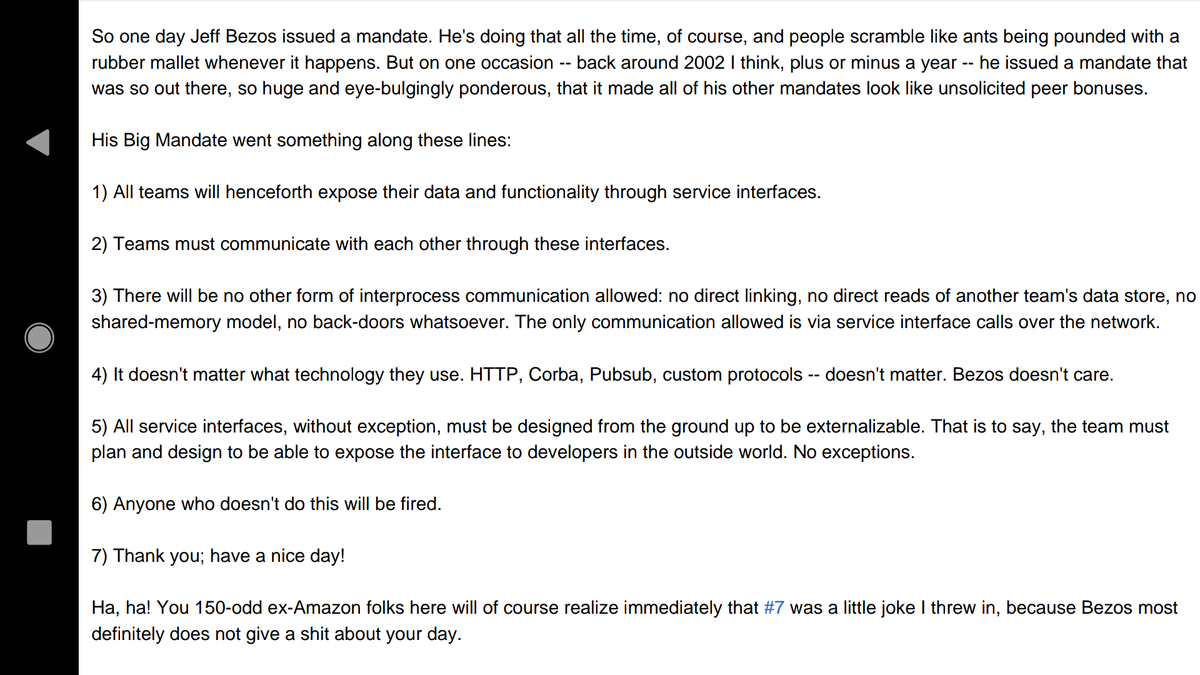 So one day Jeff Bezos issued a mandate. He's doing that all the time, of course, and people scramble like ants being pounded with a
rubber mallet whenever it happens. But on one occasion -- back around 2002 I think, plus or minus a year -- he issued a mandate that
was so out there, so huge and eye-bulgingly ponderous, that it made all of his other mandates look like unsolicited peer bonuses.
His Big Mandate went something along these lines:
1) All teams will henceforth expose their data and functionality through service interfaces.
2) Teams must communicate with each other through these interfaces.
3) There will be no other form of interprocess communication allowed: no direct linking, no direct reads of another team's data store, no
shared-memory model, no back-doors whatsoever. The only communication allowed is via service interface calls over the network.
4) It doesn't matter what technology they use. HTTP, Corba, Pubsub, custom protocols -- doesn't matter. Bezos doesn't care.
5) All service interfaces, without exception, must be designed from the ground up to be externalizable. That is to say, the team must
plan and design to be able to expose the interface to developers in the outside world. No exceptions.
6) Anyone who doesn't do this will be fired.
7) Thank you; have a nice day!
Ha, ha! You 150-odd ex-Amazon folks here will of course realize immediately that #7 was a little joke I threw in, because Bezos most
definitely does not give a shit about your day.